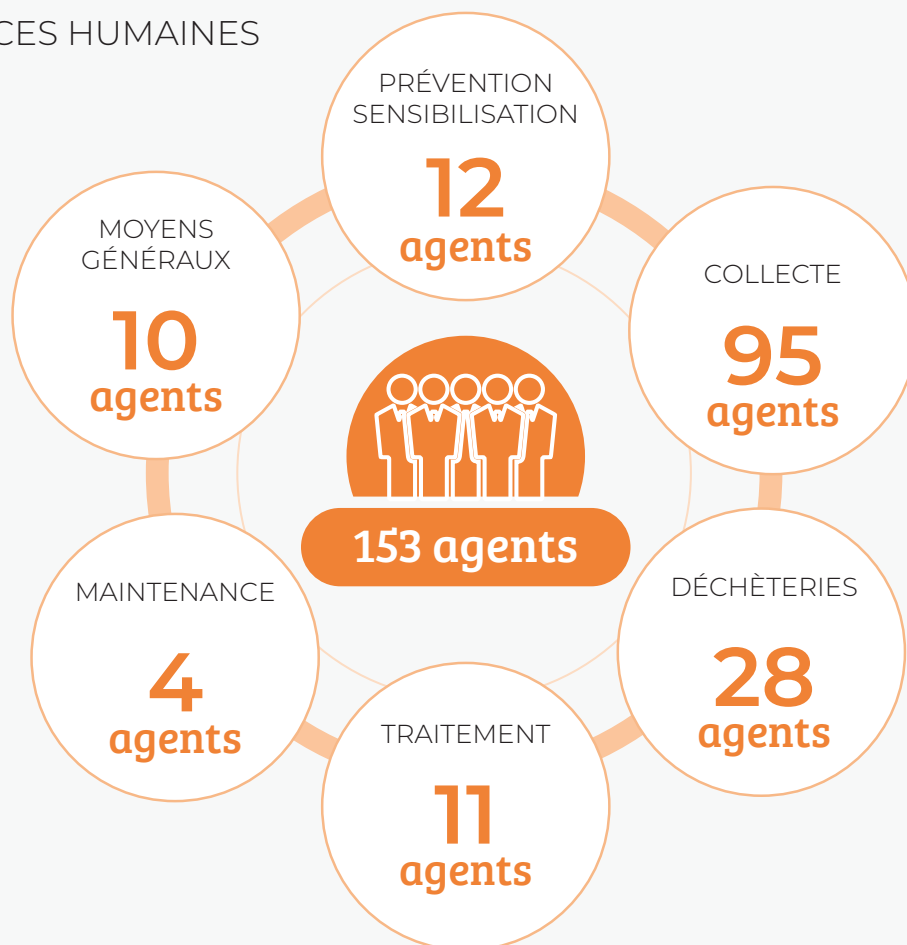 CES HUMAINES
PRÉVENTION
SENSIBILISATION
12
agents
MOYENS
GÉNÉRAUX
10
agents
COLLECTE
95
agents
153 agents
MAINTENANCE
4
agents
DÉCHÈTERIES
28
agents
TRAITEMENT
11
agents